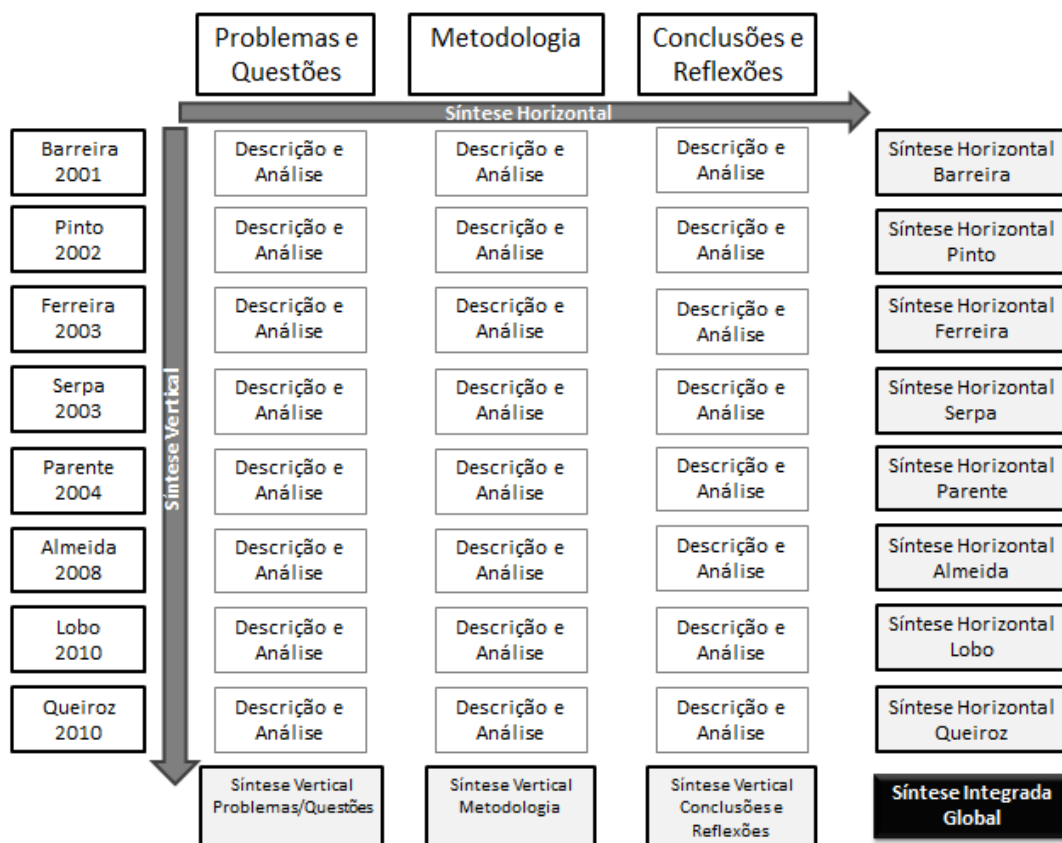 Problemas e
Questões
Metodologia
Conclusões e
Reflexões
Síntese Horizontal
Síntese Vertical
Barreira
2001
Descrição e
Análise
Descrição e
Análise
Descrição e
Análise
Síntese Horizontal
Barreira
Pinto
2002
Descrição e
Análise
Descrição e
Análise
Descrição e
Análise
Síntese Horizontal
Pinto
Ferreira
2003
Descrição e
Análise
Descrição e
Análise
Descrição e
Análise
Síntese Horizontal
Ferreira
Serpa
2003
Descrição e
Análise
Descrição e
Análise
Descrição e
Análise
Síntese Horizontal
Serpa
Parente
2004
Descrição e
Análise
Descrição e
Análise
Descrição e
Análise
Síntese Horizontal
Parente
Almeida
2008
Descrição e
Análise
Descrição e
Análise
Descrição e
Análise
Síntese Horizontal
Almeida
Lobo
2010
Descrição e
Análise
Descrição e
Análise
Descrição e
Análise
Síntese Horizontal
Lobo
Queiroz
2010
Descrição e
Análise
Descrição e
Análise
Descrição e
Análise
Síntese Horizontal
Queiroz
Síntese Vertical
Problemas/Questões
Síntese Vertical
Metodologia
Síntese Vertical
Conclusões e
Reflexões
Síntese Integrada
Global